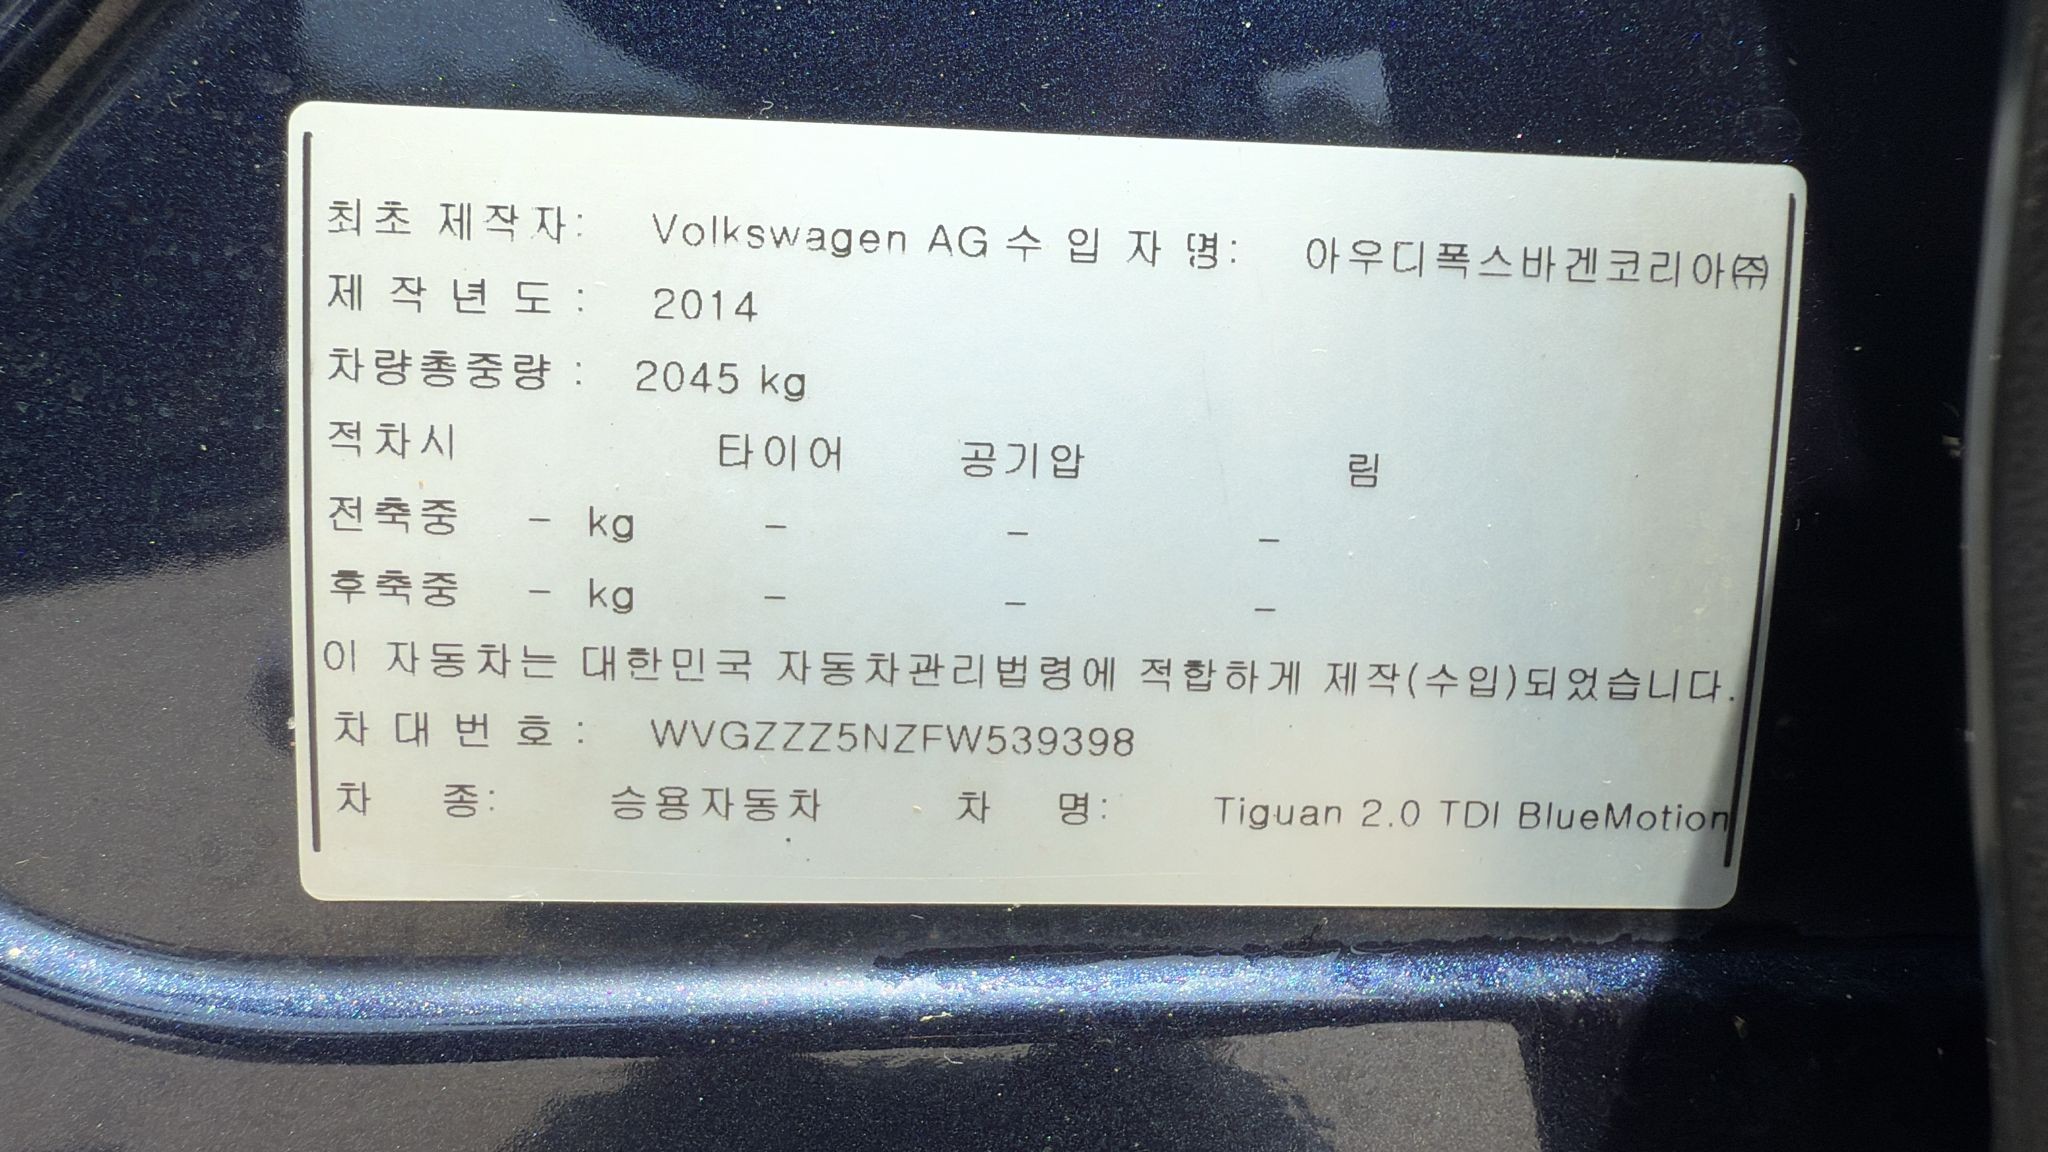 최초 제작자: Volkswagen AG 수 입 자 명: 아우디폭스바겐코리아㈜
제 작 년 도 : 2014
차량총중량 : 2045 kg
적차시 타이어 공기압 림
전축중 - kg - - -
후축중 - kg - - -
이 자동차는 대한민국 자동차관리법령에 적합하게 제작(수입)되었습니다.
차 대 번 호 : WVGZZZ5NZFW539398
차 종: 승용자동차 차 명: Tiguan 2.0 TDI BlueMotion